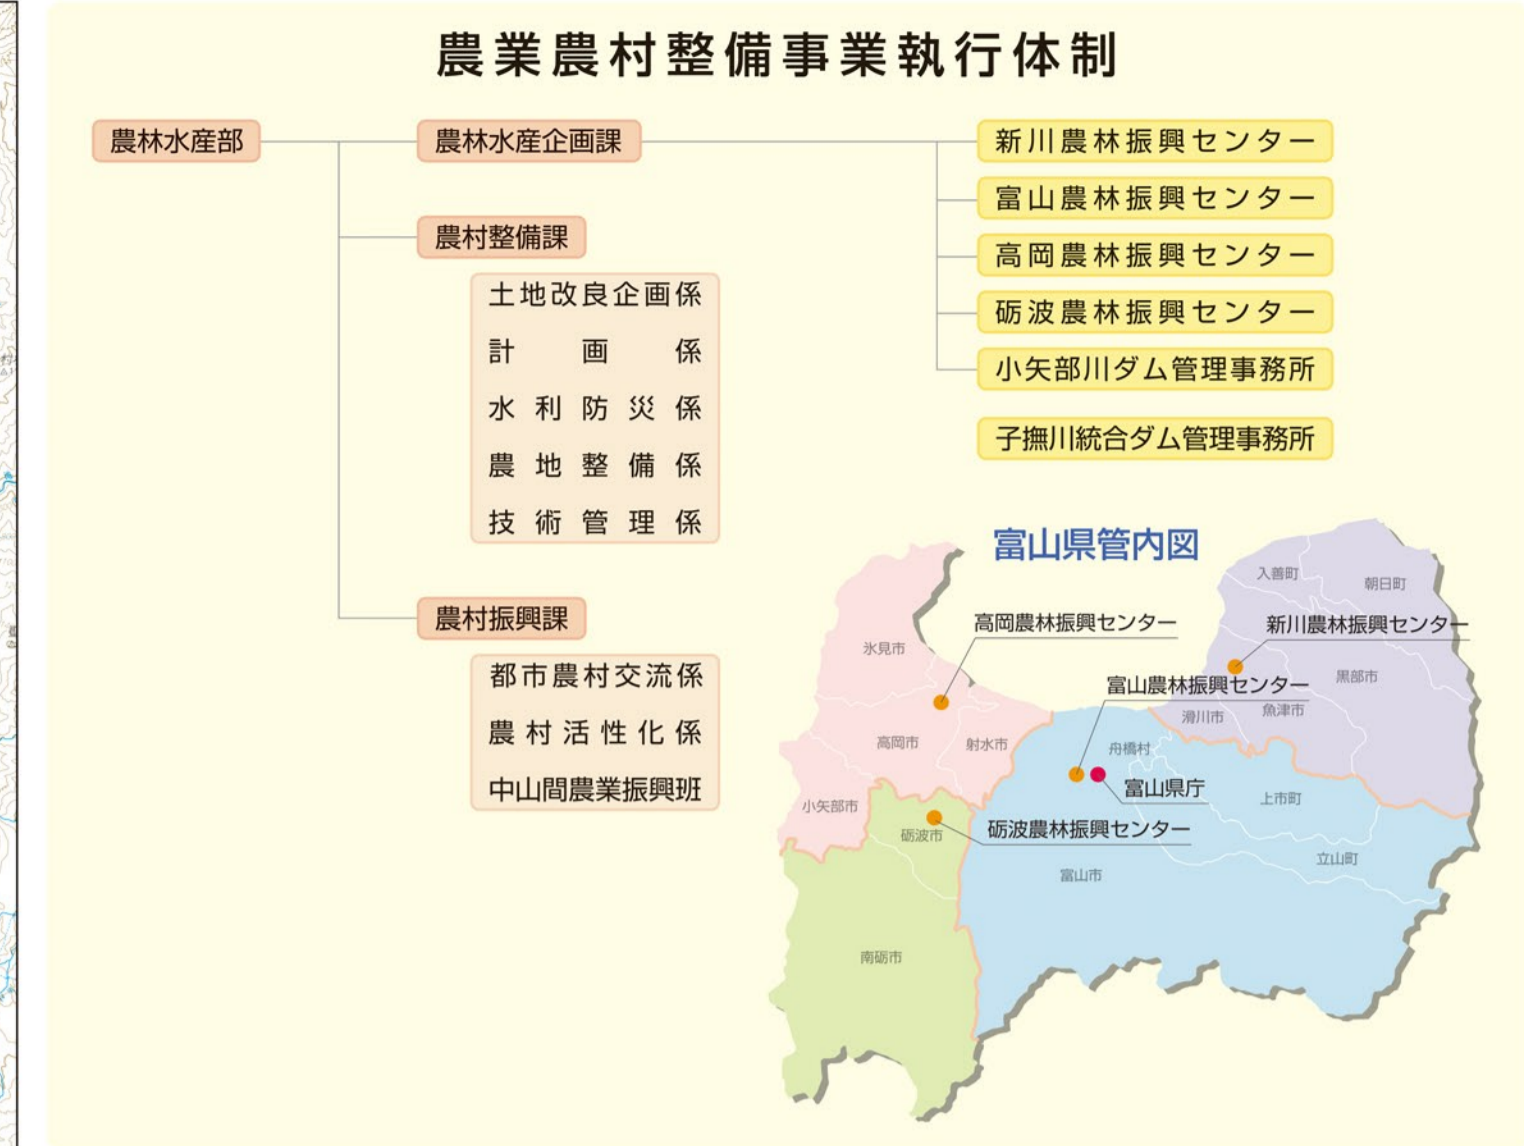 農業農村整備事業執行体制
農林水産部
農林水産企画課
農村整備課
土地改良企画係
計画係
水利防災係
農地整備係
技術管理係
農村振興課
都市農村交流係
農村活性化係
中山間農業振興班
新川農林振興センター
富山農林振興センター
高岡農林振興センター
砺波農林振興センター
小矢部川ダム管理事務所
子撫川統合ダム管理事務所
富山県管内図
入善町
朝日町
高岡農林振興センター
新川農林振興センター
氷見市
黒部市
富山農林振興センター
魚津市
滑川市
高岡市
射水市
舟橋村
富山県庁
上市町
小矢部市
砺波市
砺波農林振興センター
立山町
富山市
南砺市